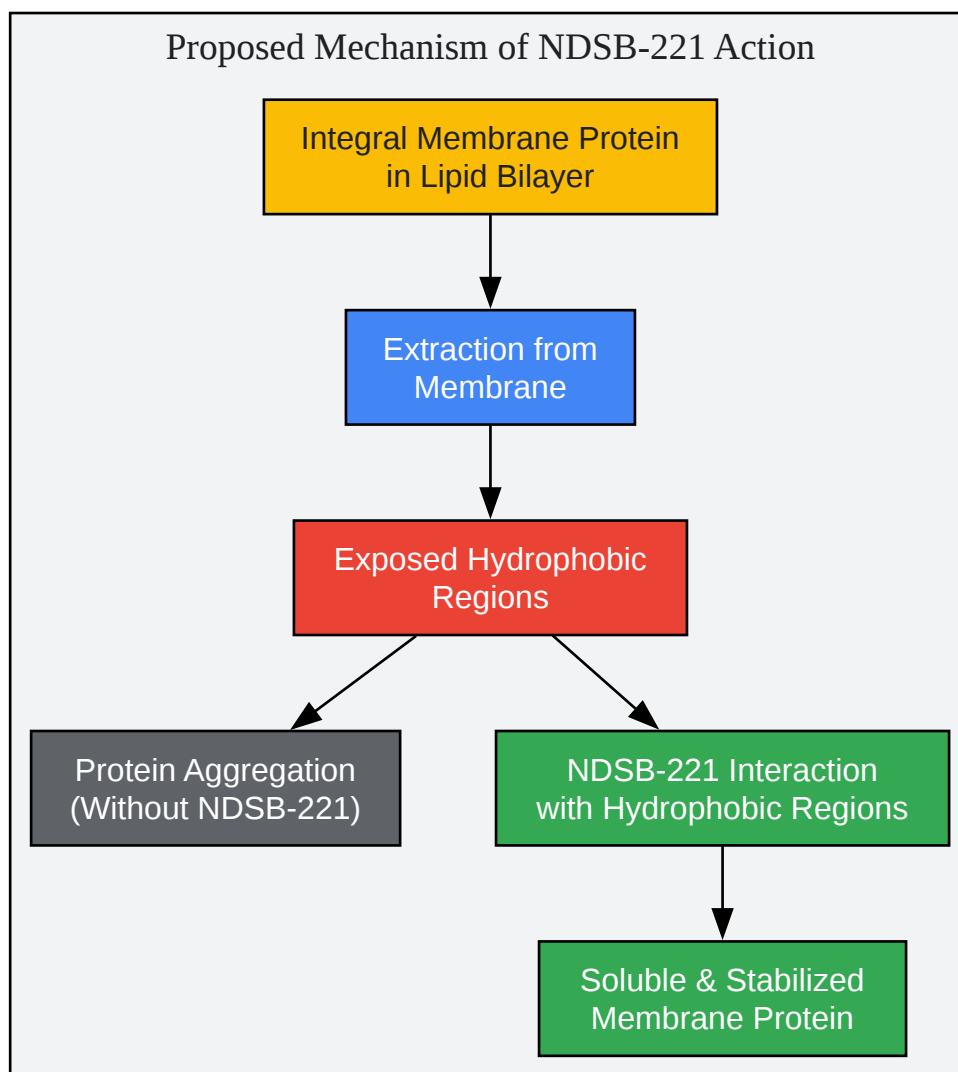 Proposed Mechanism of NDSB-221 Action
Integral Membrane Protein
in Lipid Bilayer
Extraction from
Membrane
Exposed Hydrophobic
Regions
Protein Aggregation
(Without NDSB-221)
NDSB-221 Interaction
with Hydrophobic Regions
Soluble & Stabilized
Membrane Protein